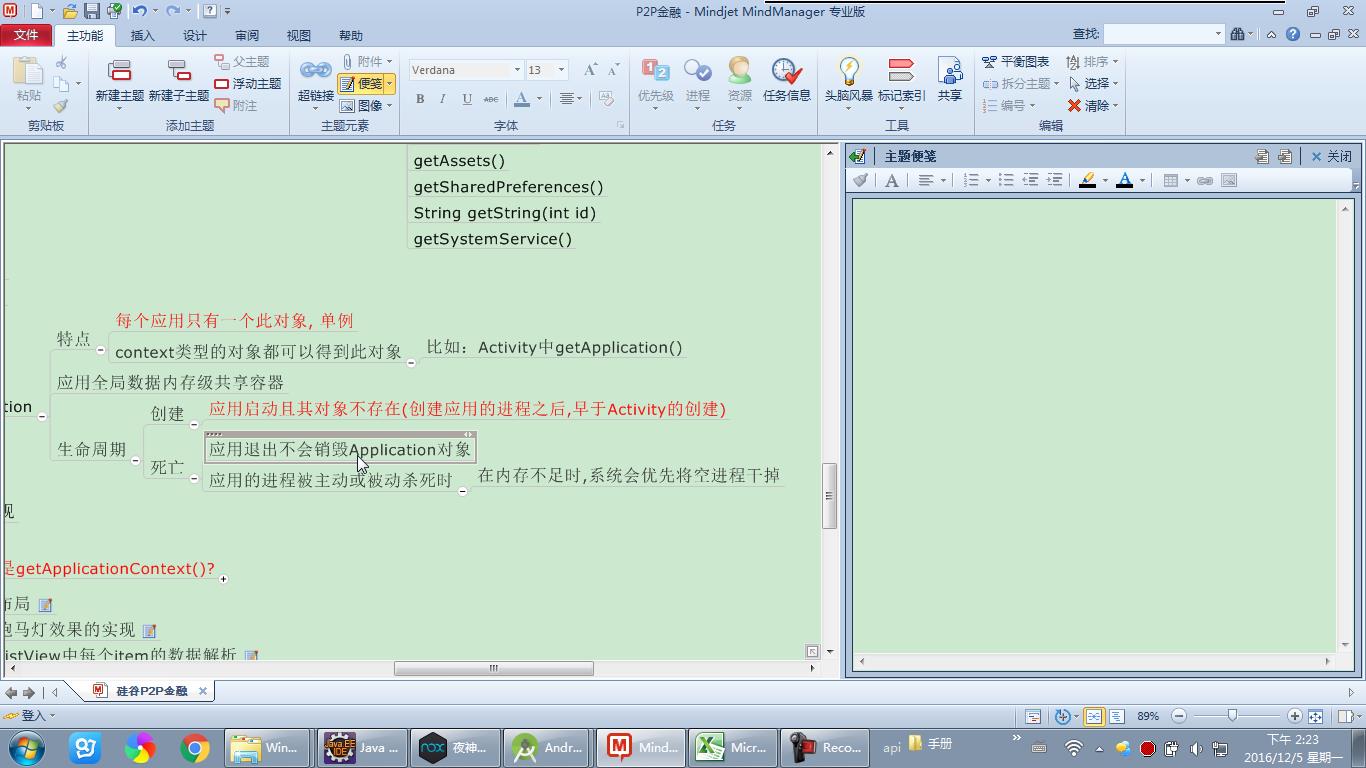 P2P金融 - Mindjet MindManager 专业版
文件 主功能 插入 设计 审阅 视图 帮助 查找:
粘贴 新建主题 新建子主题 父主题 浮动主题 附注 超链接 附件 便笺 图像 Verdana 13 优先级 进程 资源 任务信息 头脑风暴 标记索引 共享 平衡图表 拆分主题 编号 排序 选择 清除
B I U ABC A
剪贴板 添加主题 主题元素 字体 任务 工具 编辑
主题便笺 关闭
getAssets()
getSharedPreferences()
String getString(int id)
getSystemService()
特点
每个应用只有一个此对象, 单例
context类型的对象都可以得到此对象
比如：Activity中getApplication()
应用全局数据内存级共享容器
tion
生命周期
创建
应用启动且其对象不存在(创建应用的进程之后,早于Activity的创建)
死亡
应用退出不会销毁Application对象
应用的进程被主动或被动杀死时
在内存不足时,系统会优先将空进程干掉
现
是getApplicationContext()?
布局
跑马灯效果的实现
istView中每个item的数据解析
硅谷P2P金融
登入 89%
Win... Java ... 夜神... Andr... Mind... Micr... Reco... api 手册 »
下午 2:23
2016/12/5 星期一